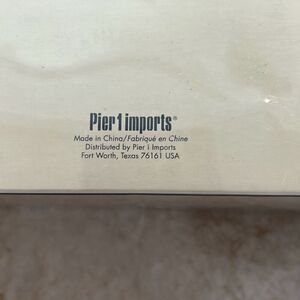 Pier 1 imports®
Made in China/Fabriqué en Chine
Distributed by Pier 1 Imports
Fort Worth, Texas 76161 USA